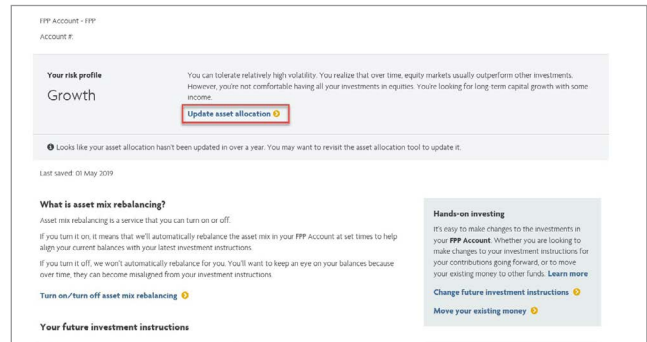 FPP Account - FPP
Account #:
Your risk profile
Growth
You can tolerate relatively high volatility. You realize that over time, equity markets usually outperform other investments.
However, you're not comfortable having all your investments in equities. You're looking for long-term capital growth with some
income.
Update asset allocation
Looks like your asset allocation hasn't been updated in over a year. You may want to revisit the asset allocation tool to update it.
Last saved: 01 May 2019
What is asset mix rebalancing?
Asset mix rebalancing is a service that you can turn on or off.
If you turn it on, it means that we'll automatically rebalance the asset mix in your FPP Account at set times to help
align your current balances with your latest investment instructions.
If you turn it off, we won't automatically rebalance for you. You'll want to keep an eye on your balances because
over time, they can become misaligned from your investment instructions.
Turn on/turn off asset mix rebalancing
Your future investment instructions
Hands-on investing
It's easy to make changes to the investments in
your FPP Account. Whether you are looking to
make changes to your investment instructions for
your contributions going forward, or to move
your existing money to other funds. Learn more
Change future investment instructions
Move your existing money